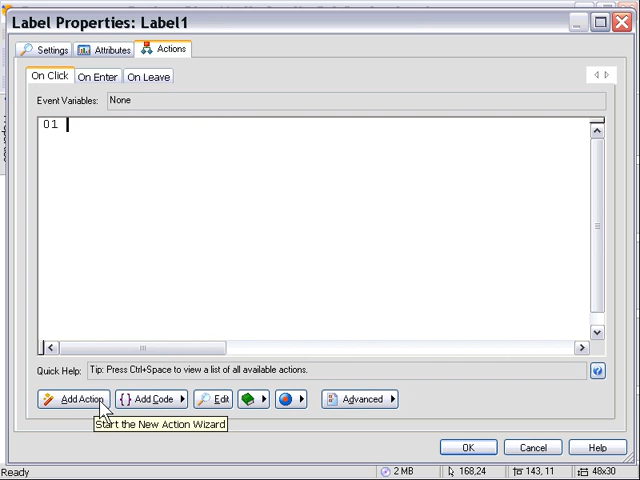 Label Properties: Label1
Settings
Attributes
Actions
On Click
On Enter
On Leave
Event Variables:
None
01
Quick Help:
Tip: Press Ctrl+Space to view a list of all available actions.
Add Action
{ } Add Code
Edit
Advanced
Start the New Action Wizard
OK
Cancel
Help
Ready
2 MB
168,24
143, 11
48x30